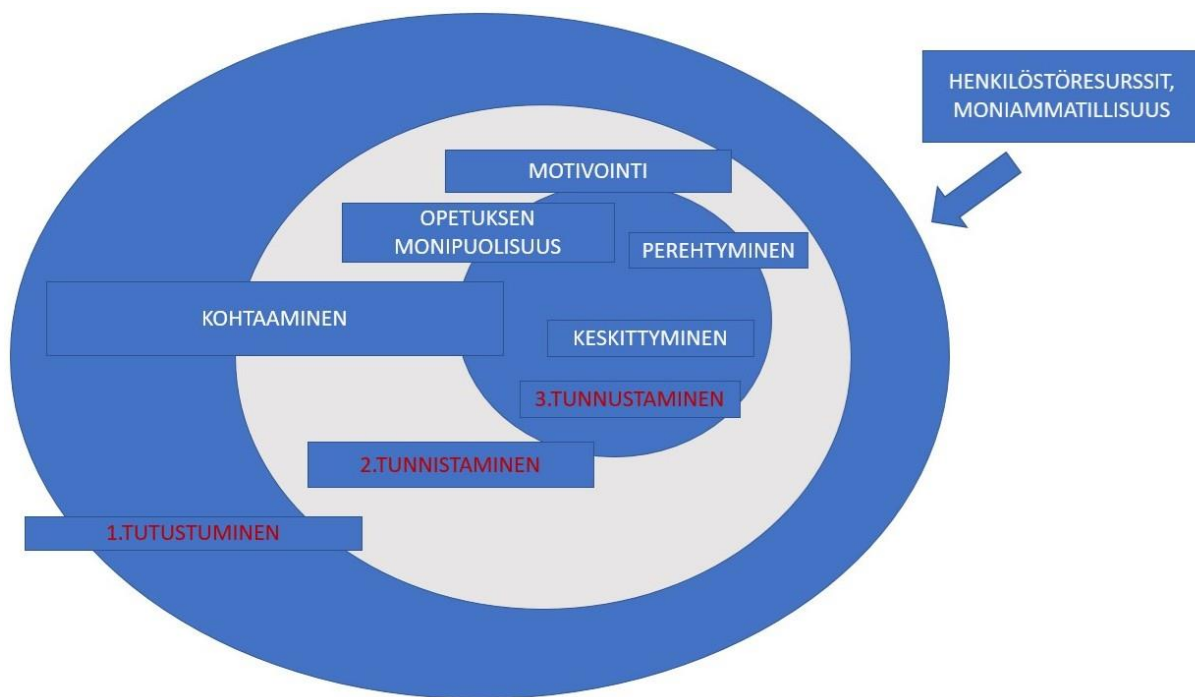 HENKILÖSTÖRESURSSIT,
MONIAMMATILLISUUS
MOTIVOINTI
OPETUKSEN
MONIPUOLISUUS
PEREHTYMINEN
KOHTAAMINEN
KESKITTYMINEN
3.TUNNUSTAMINEN
2.TUNNISTAMINEN
1.TUTUSTUMINEN